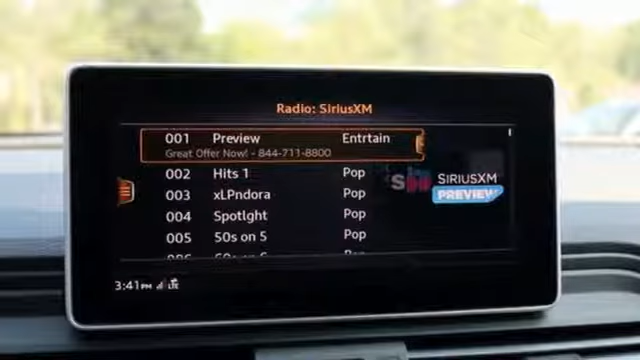 Radio: SiriusXM
001 Preview Entrtain
Great Offer Now! - 844-711-8800
002 Hits 1 Pop
003 xLPndora Pop
004 Spotlght Pop
005 50s on 5 Pop
SIRIUSXM
PREVIEW
3:41PM LTE